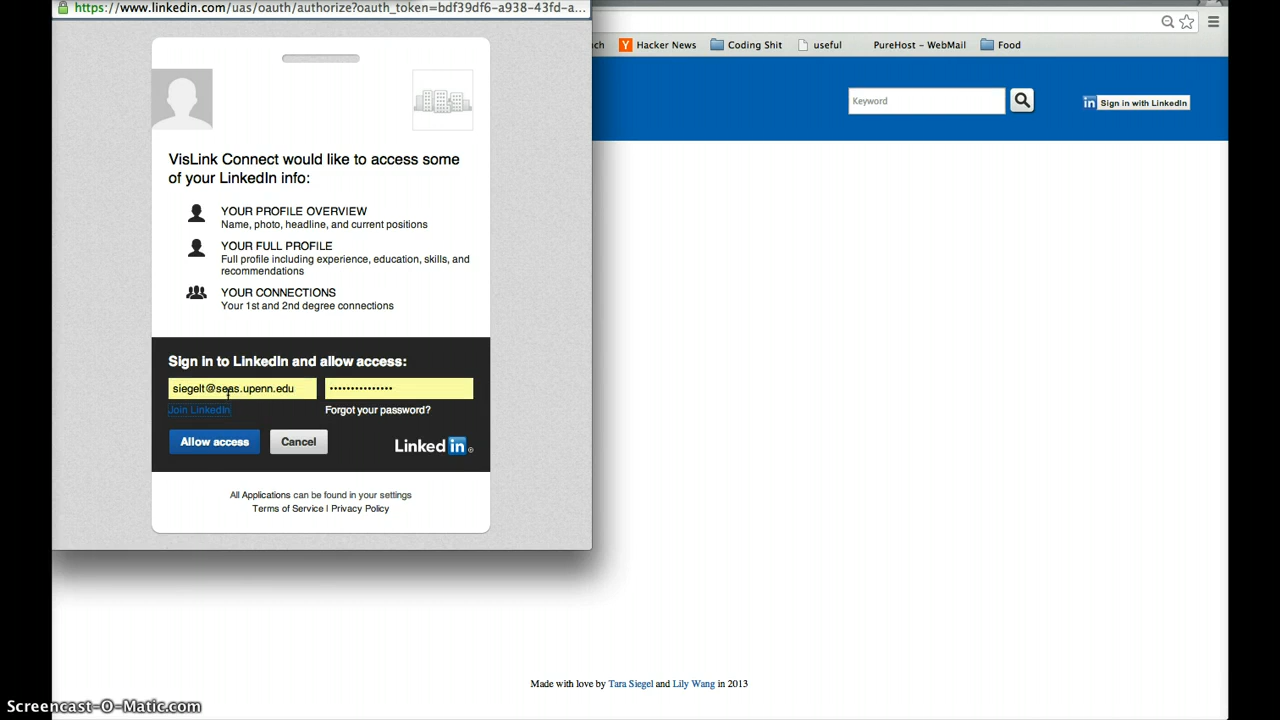 https://www.linkedin.com/uas/oauth/authorize?oauth_token=bdf39df6-a938-43fd-a...
ch
Hacker News
Coding Shit
useful
PureHost - WebMail
Food
Keyword
in Sign in with LinkedIn
VisLink Connect would like to access some
of your LinkedIn info:
YOUR PROFILE OVERVIEW
Name, photo, headline, and current positions
YOUR FULL PROFILE
Full profile including experience, education, skills, and
recommendations
YOUR CONNECTIONS
Your 1st and 2nd degree connections
Sign in to LinkedIn and allow access:
siegelt@seas.upenn.edu
•••••••••••••••
Join LinkedIn
Forgot your password?
Allow access
Cancel
Linked in
All Applications can be found in your settings
Terms of Service | Privacy Policy
Made with love by Tara Siegel and Lily Wang in 2013
Screencast-O-Matic.com